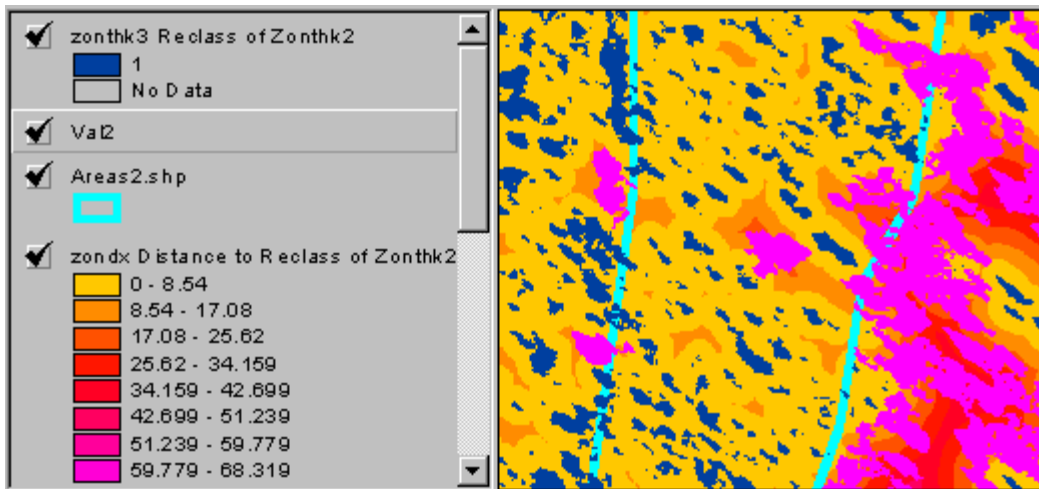 zonthk3 Reclass of Zonthk2
1
No Data
Val2
Areas2.shp
zondx Distance to Reclass of Zonthk2
0 - 8.54
8.54 - 17.08
17.08 - 25.62
25.62 - 34.159
34.159 - 42.699
42.699 - 51.239
51.239 - 59.779
59.779 - 68.319